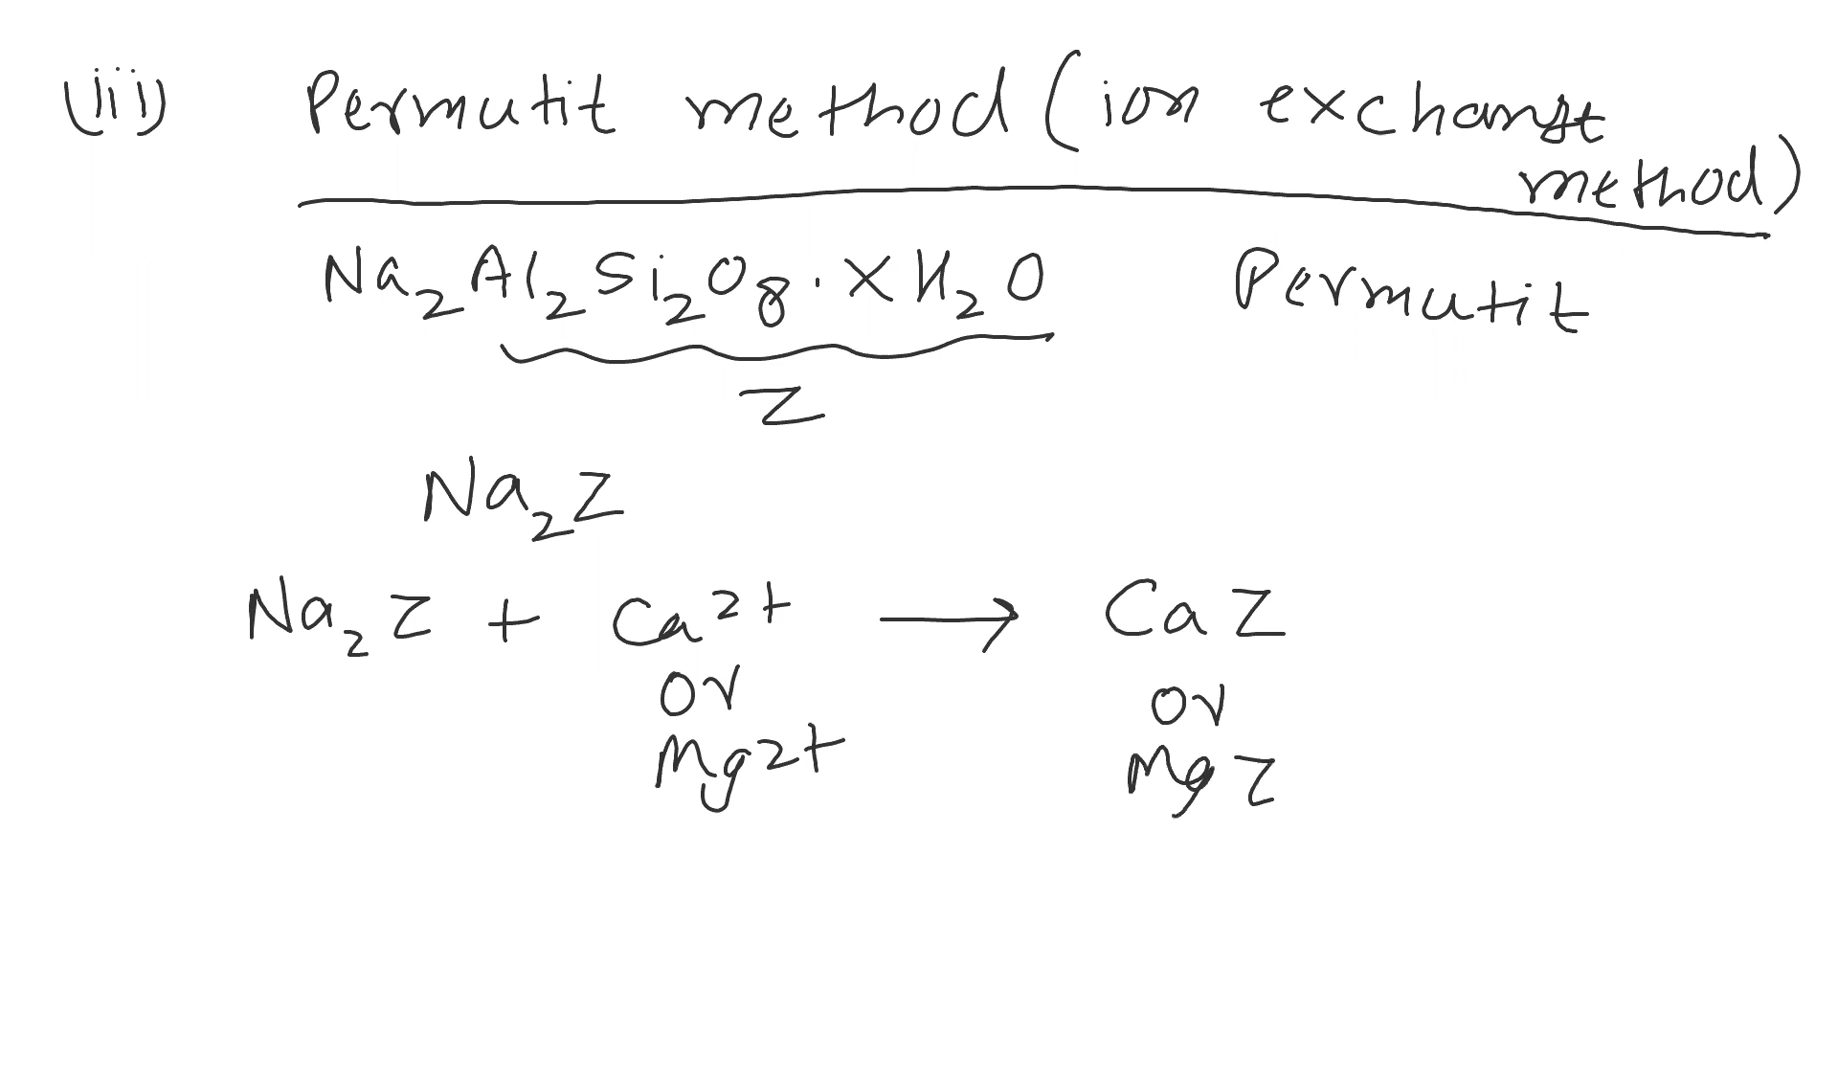 (iii) Permutit method (ion exchange
method)
Na₂Al₂Si₂O₈·xH₂O Permutit
Z
Na₂Z
Na₂Z + Ca²⁺ → CaZ
or or
Mg²⁺ MgZ